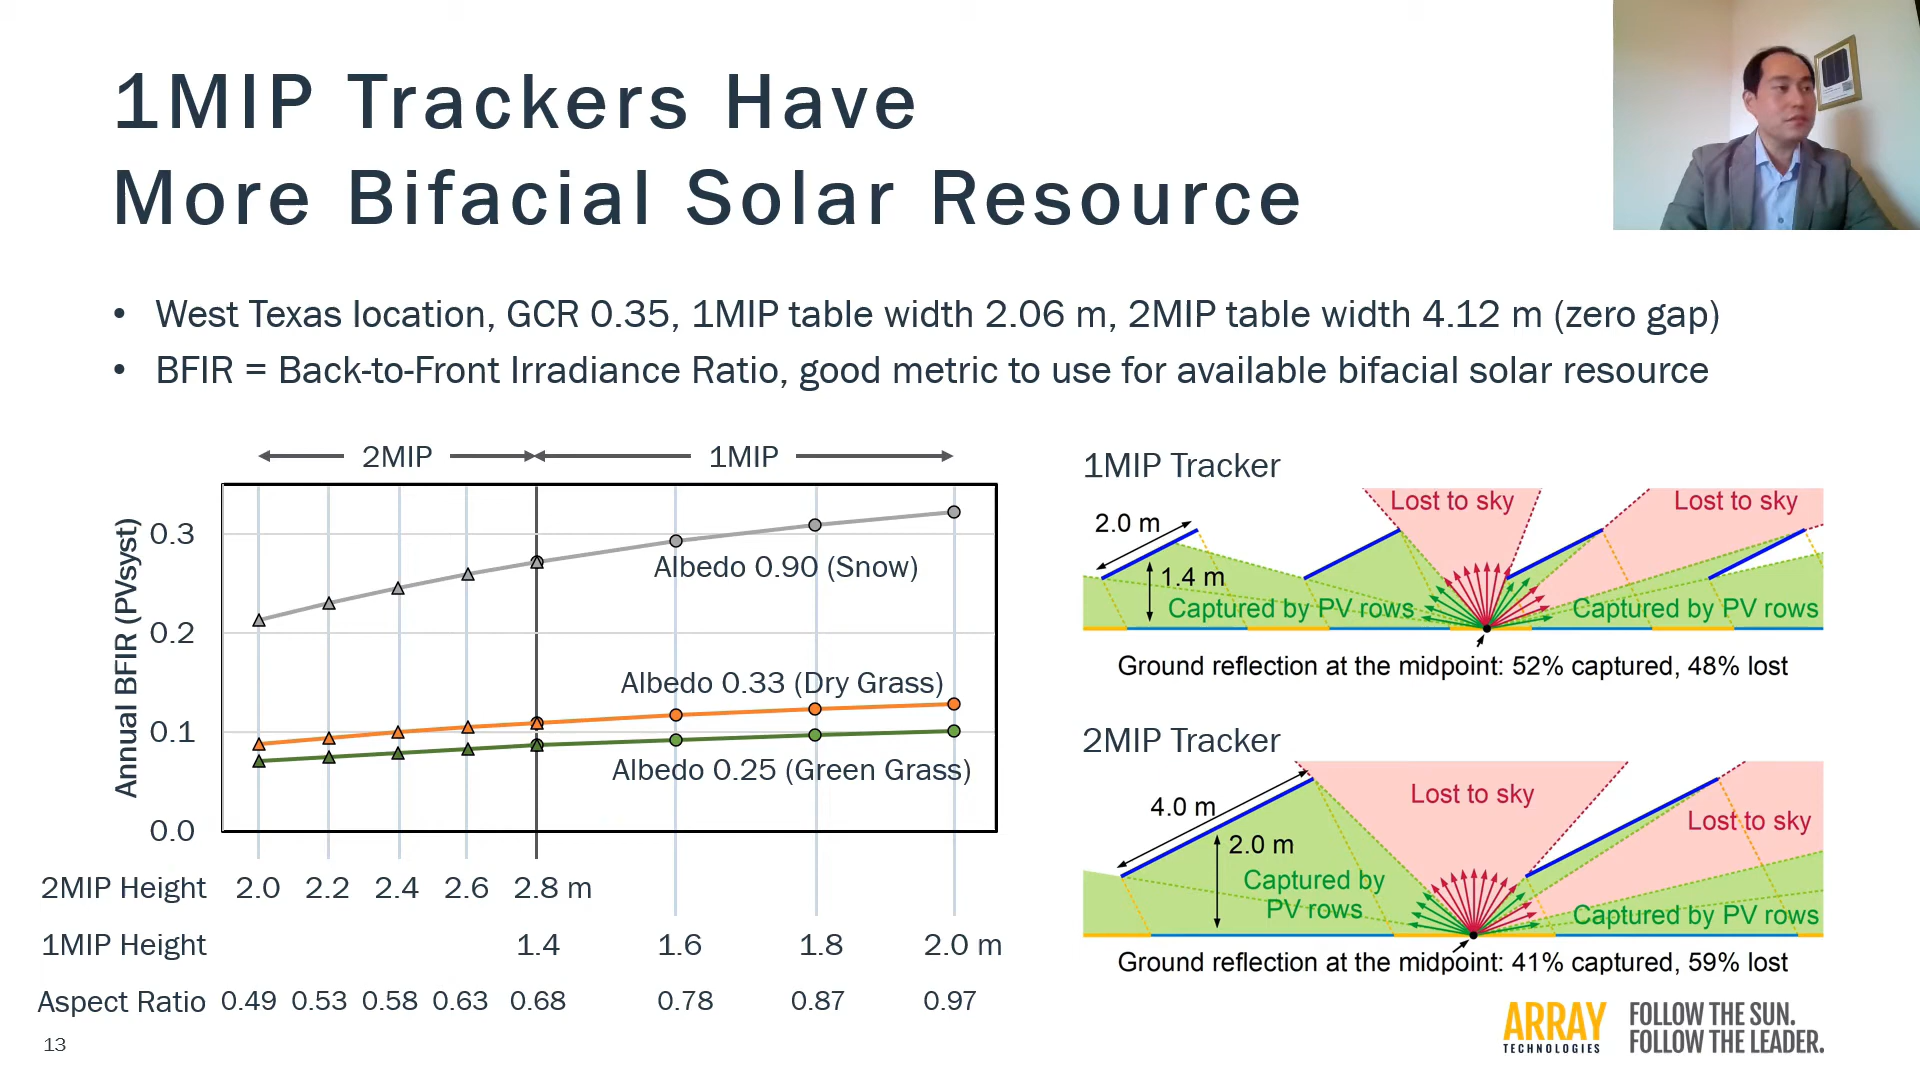 1MIP Trackers Have
More Bifacial Solar Resource
• West Texas location, GCR 0.35, 1MIP table width 2.06 m, 2MIP table width 4.12 m (zero gap)
• BFIR = Back-to-Front Irradiance Ratio, good metric to use for available bifacial solar resource
2MIP 1MIP
Annual BFIR (PVsyst)
0.3
0.2
0.1
0.0
Albedo 0.90 (Snow)
Albedo 0.33 (Dry Grass)
Albedo 0.25 (Green Grass)
2MIP Height 2.0 2.2 2.4 2.6 2.8 m
1MIP Height 1.4 1.6 1.8 2.0 m
Aspect Ratio 0.49 0.53 0.58 0.63 0.68 0.78 0.87 0.97
1MIP Tracker
Lost to sky Lost to sky
2.0 m
1.4 m
Captured by PV rows Captured by PV rows
Ground reflection at the midpoint: 52% captured, 48% lost
2MIP Tracker
Lost to sky
4.0 m
Lost to sky
2.0 m
Captured by
PV rows
Captured by PV rows
Ground reflection at the midpoint: 41% captured, 59% lost
ARRAY
TECHNOLOGIES
FOLLOW THE SUN.
FOLLOW THE LEADER.
13